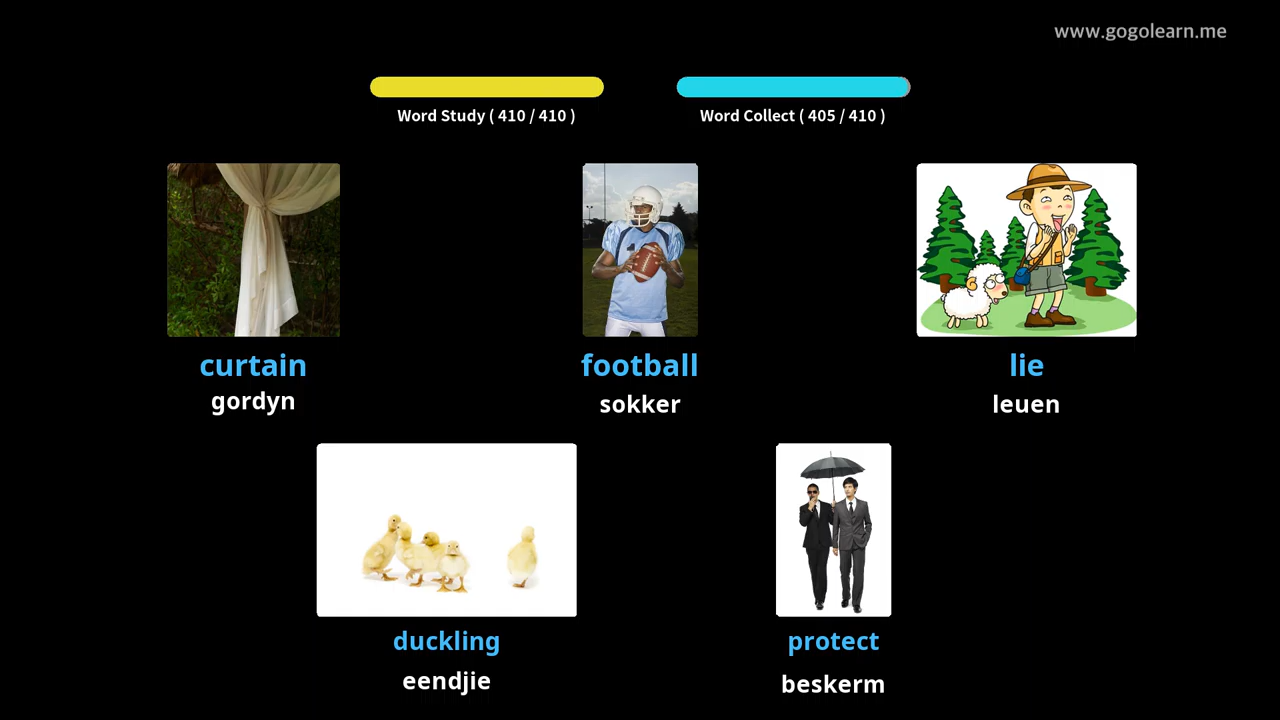 www.gogolearn.me
Word Study ( 410 / 410 )
Word Collect ( 405 / 410 )
curtain
gordyn
football
sokker
lie
leuen
duckling
eendjie
protect
beskerm